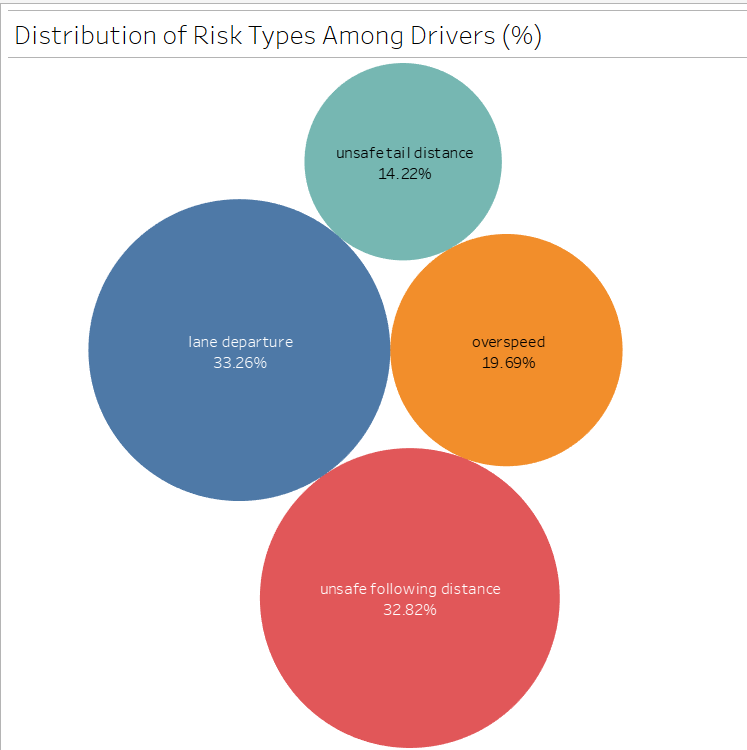 Distribution of Risk Types Among Drivers (%)
unsafe tail distance
14.22%
lane departure
33.26%
overspeed
19.69%
unsafe following distance
32.82%